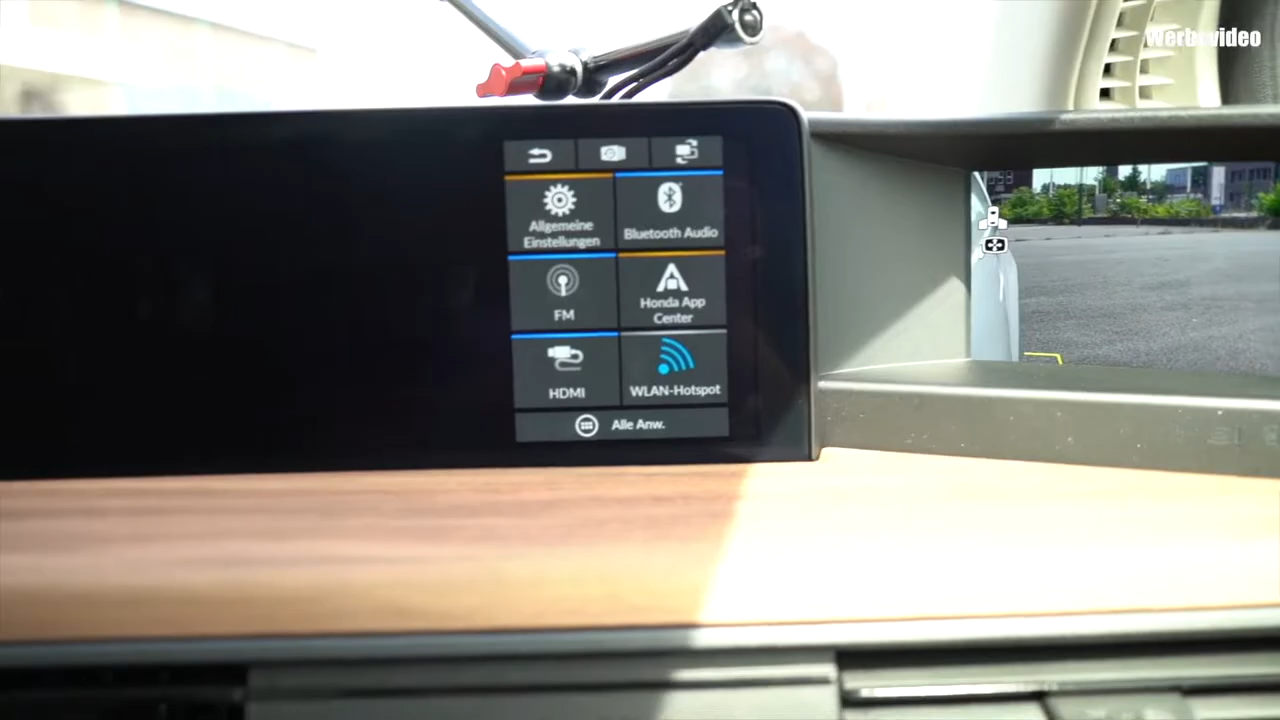 Werbevideo
Allgemeine
Einstellungen
Bluetooth Audio
FM
Honda App
Center
HDMI
WLAN-Hotspot
Alle Anw.